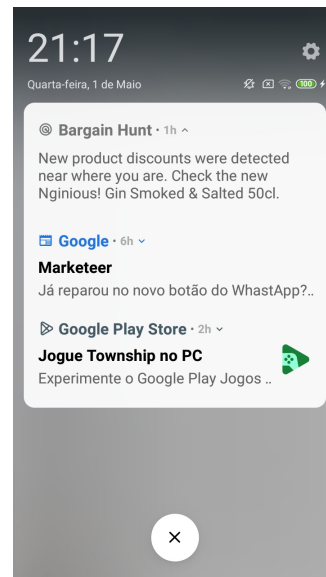 21:17
Quarta-feira, 1 de Maio
100
Bargain Hunt · 1h
New product discounts were detected
near where you are. Check the new
Nginious! Gin Smoked & Salted 50cl.
Google · 6h
Marketeer
Já reparou no novo botão do WhastApp?..
Google Play Store · 2h
Jogue Township no PC
Experimente o Google Play Jogos ..